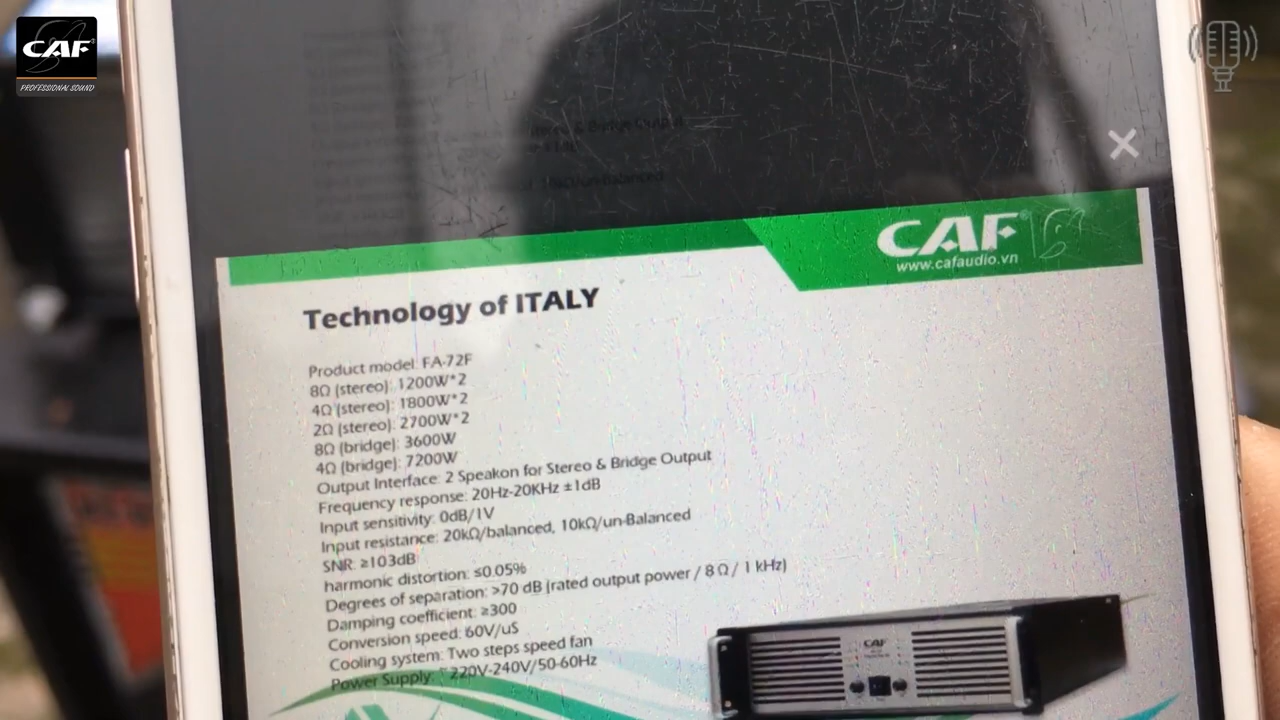 CAF
PROFESSIONAL SOUND
CAF
www.cafaudio.vn
Technology of ITALY
Product model: FA-72F
8Ω (stereo): 1200W*2
4Ω (stereo): 1800W*2
2Ω (stereo): 2700W*2
8Ω (bridge): 3600W
4Ω (bridge): 7200W
Output Interface: 2 Speakon for Stereo & Bridge Output
Frequency response: 20Hz-20KHz ±1dB
Input sensitivity: 0dB/1V
Input resistance: 20kΩ/balanced, 10kΩ/un-Balanced
SNR: ≥103dB
harmonic distortion: ≤0.05%
Degrees of separation: >70 dB (rated output power / 8 Ω / 1 kHz)
Damping coefficient: ≥300
Conversion speed: 60V/uS
Cooling system: Two steps speed fan
Power Supply: ~ 220V-240V/50-60Hz
CAF